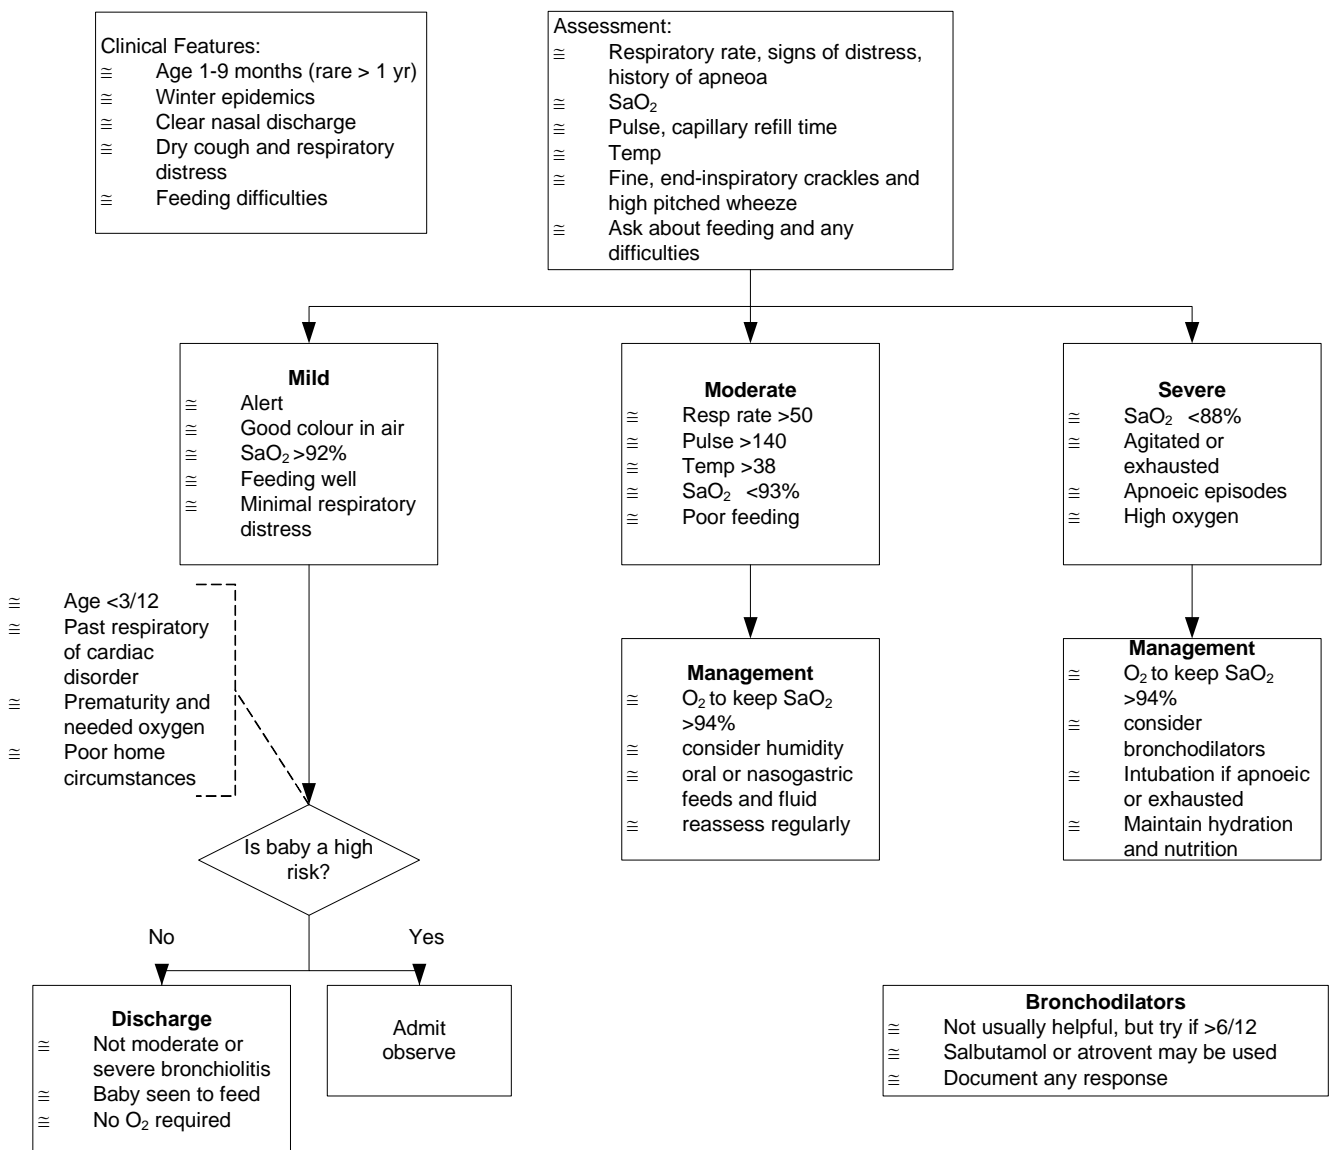 Clinical Features:
≅ Age 1-9 months (rare > 1 yr)
≅ Winter epidemics
≅ Clear nasal discharge
≅ Dry cough and respiratory
distress
≅ Feeding difficulties
Assessment:
≅ Respiratory rate, signs of distress,
history of apneoa
≅ SaO₂
≅ Pulse, capillary refill time
≅ Temp
≅ Fine, end-inspiratory crackles and
high pitched wheeze
≅ Ask about feeding and any
difficulties
Mild
≅ Alert
≅ Good colour in air
≅ SaO₂ >92%
≅ Feeding well
≅ Minimal respiratory
distress
Moderate
≅ Resp rate >50
≅ Pulse >140
≅ Temp >38
≅ SaO₂ <93%
≅ Poor feeding
Severe
≅ SaO₂ <88%
≅ Agitated or
exhausted
≅ Apnoeic episodes
≅ High oxygen
≅ Age <3/12
≅ Past respiratory
of cardiac
disorder
≅ Prematurity and
needed oxygen
≅ Poor home
circumstances
Management
≅ O₂ to keep SaO₂
>94%
≅ consider humidity
≅ oral or nasogastric
feeds and fluid
≅ reassess regularly
Management
≅ O₂ to keep SaO₂
>94%
≅ consider
bronchodilators
≅ Intubation if apnoeic
or exhausted
≅ Maintain hydration
and nutrition
Is baby a high
risk?
No
Yes
Discharge
≅ Not moderate or
severe bronchiolitis
≅ Baby seen to feed
≅ No O₂ required
Admit
observe
Bronchodilators
≅ Not usually helpful, but try if >6/12
≅ Salbutamol or atrovent may be used
≅ Document any response